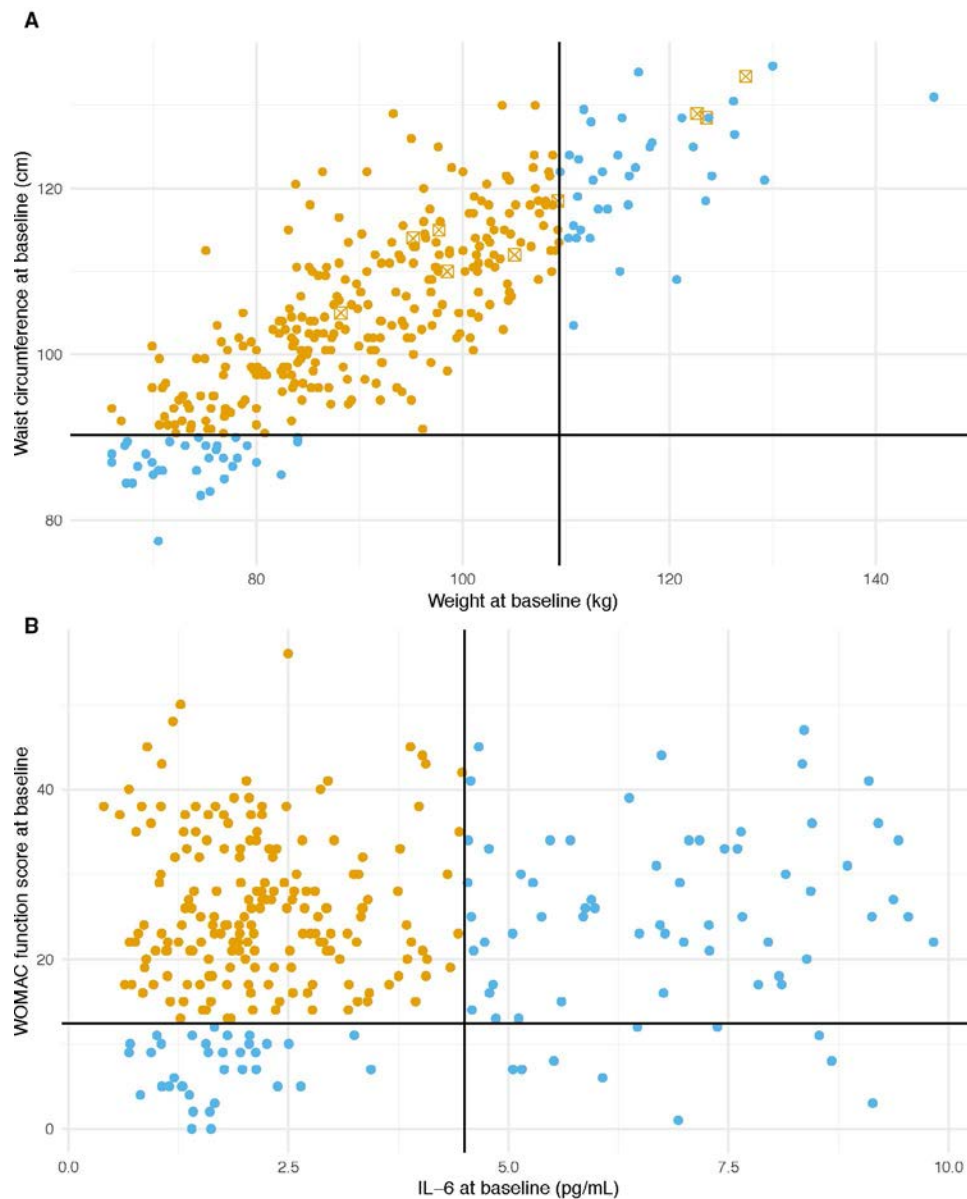 A
Waist circumference at baseline (cm)
120
100
80
80
100
120
140
Weight at baseline (kg)
B
WOMAC function score at baseline
40
20
0
0.0
2.5
5.0
7.5
10.0
IL-6 at baseline (pg/mL)